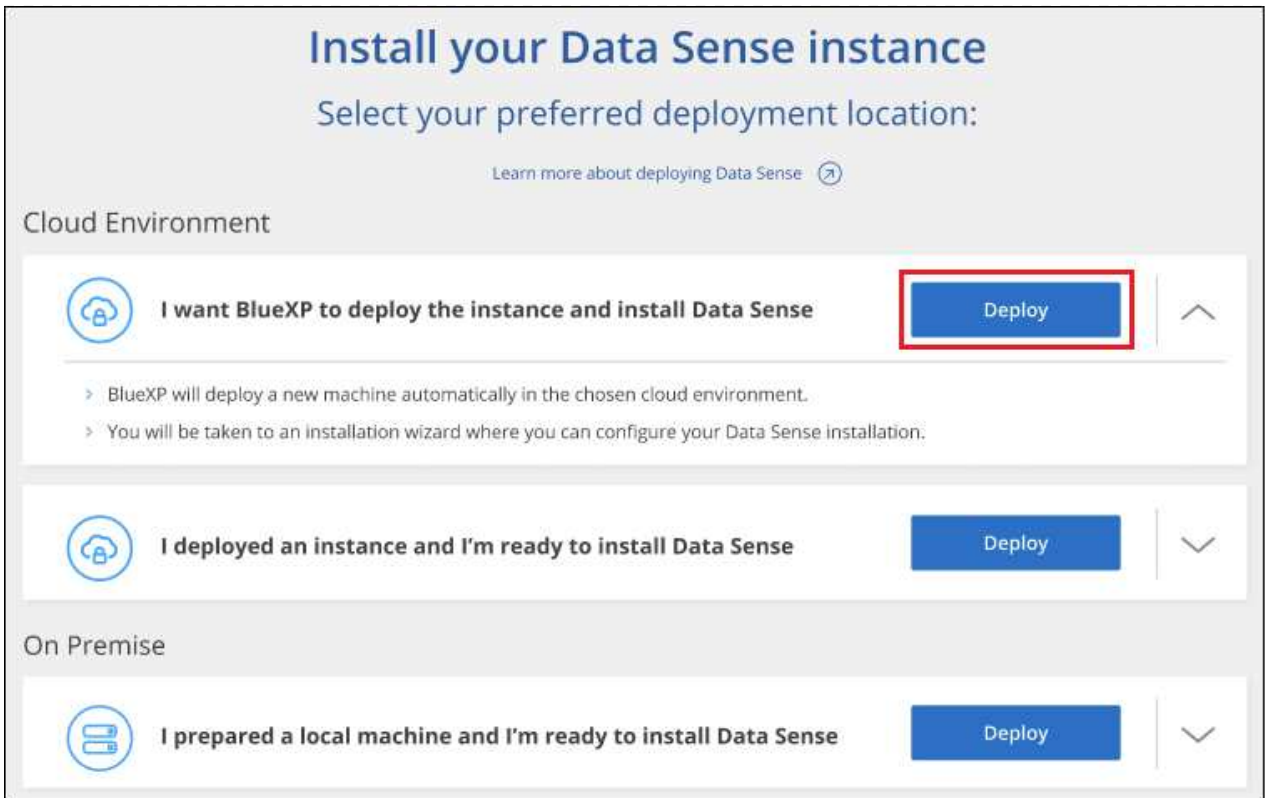 Install your Data Sense instance
Select your preferred deployment location:
Learn more about deploying Data Sense
Cloud Environment
I want BlueXP to deploy the instance and install Data Sense
Deploy
BlueXP will deploy a new machine automatically in the chosen cloud environment.
You will be taken to an installation wizard where you can configure your Data Sense installation.
I deployed an instance and I'm ready to install Data Sense
Deploy
On Premise
I prepared a local machine and I'm ready to install Data Sense
Deploy